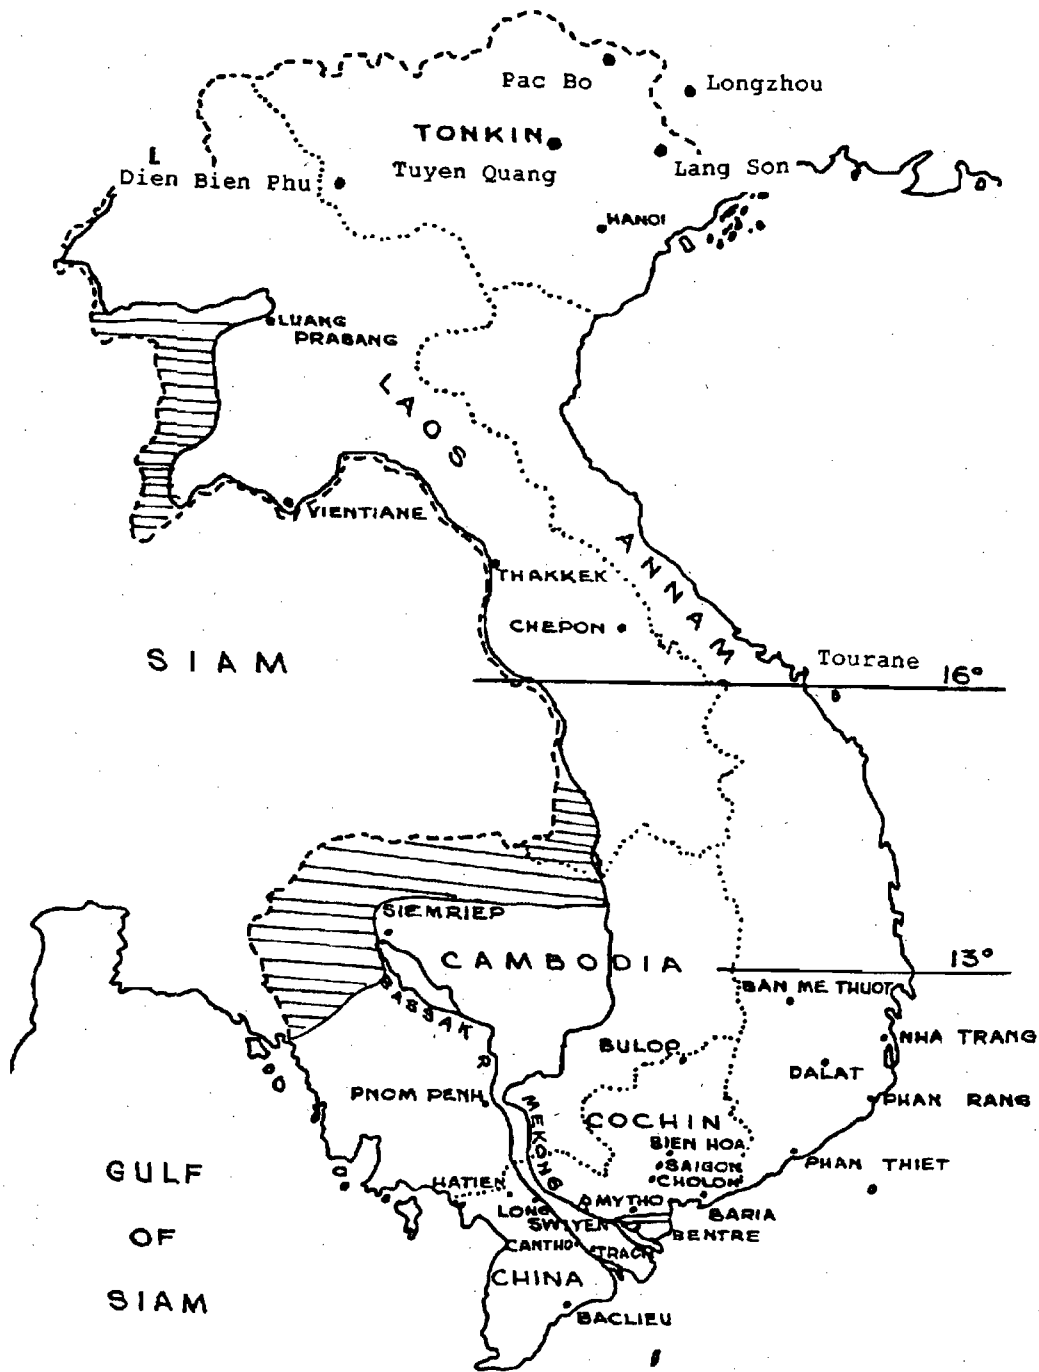 Pac Bo
Longzhou
TONKIN
Tuyen Quang
Lang Son
L
Dien Bien Phu
HANOI
LUANG
PRABANG
LAOS
VIENTIANE
ANNAM
THAKKEK
CHEPON
SIAM
Tourane
16°
SIEMRIEP
CAMBODIA
13°
BAN ME THUOT
BASSAK R
BULOP
NHA TRANG
DALAT
PNOM PENH
MEKONG
PHAN RANG
COCHIN
BIEN HOA
SAIGON
CHOLON
PHAN THIET
GULF
OF
SIAM
HATIEN
LONG
SWIYEN
MYTHO
BARIA
BENTRE
CANTHO
TRACH
CHINA
BACLIEU